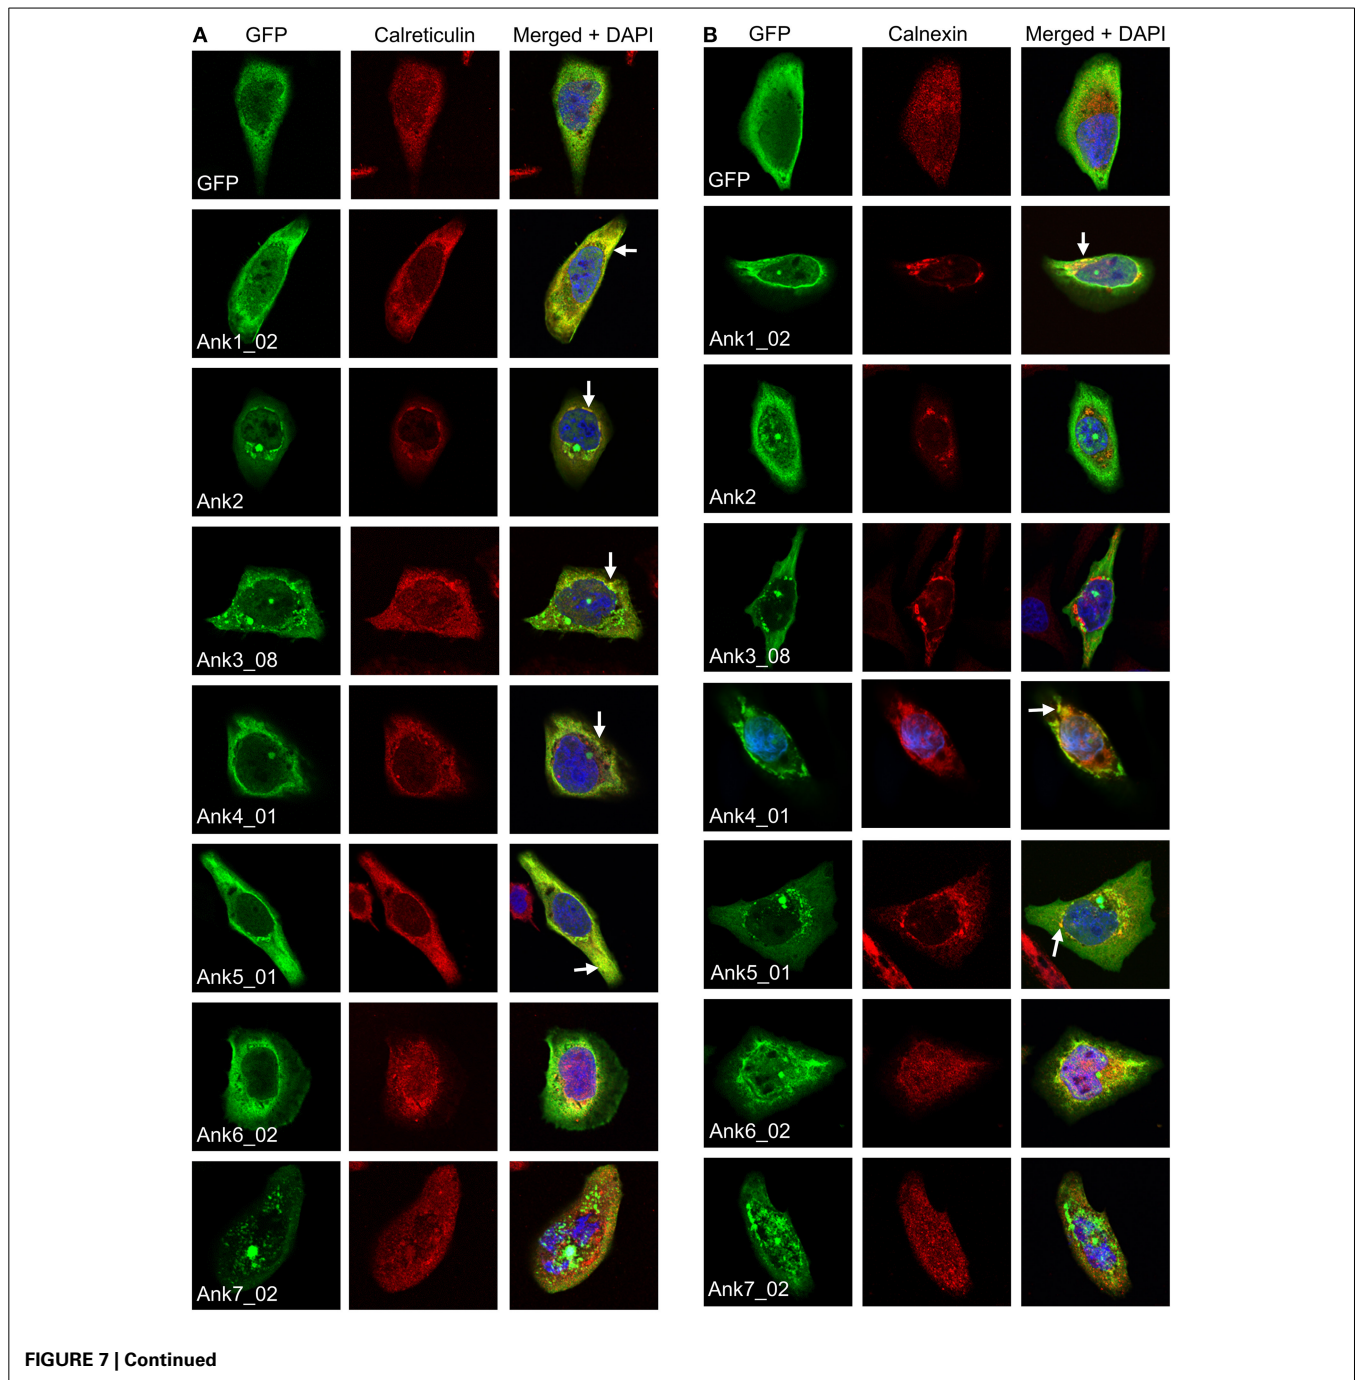 A GFP Calreticulin Merged + DAPI
GFP
Ank1_02
Ank2
Ank3_08
Ank4_01
Ank5_01
Ank6_02
Ank7_02
B GFP Calnexin Merged + DAPI
GFP
Ank1_02
Ank2
Ank3_08
Ank4_01
Ank5_01
Ank6_02
Ank7_02
FIGURE 7 | Continued